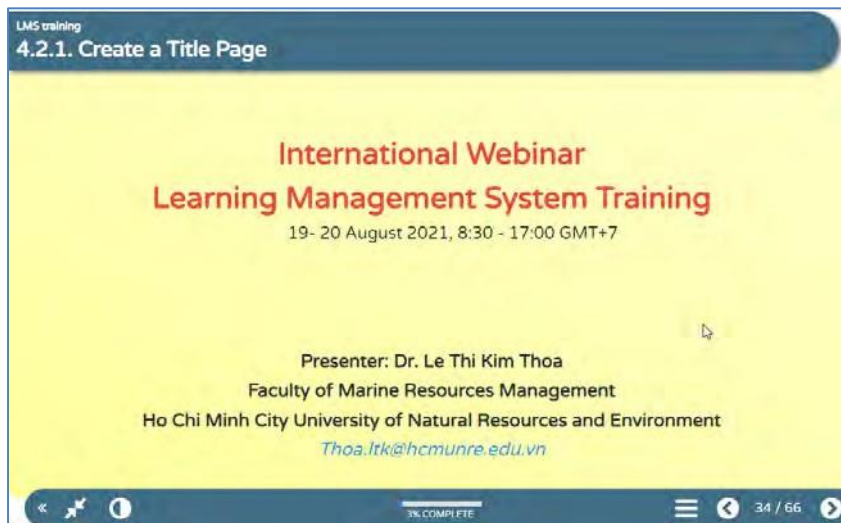 LMS training
4.2.1. Create a Title Page
International Webinar
Learning Management System Training
19- 20 August 2021, 8:30 - 17:00 GMT+7
Presenter: Dr. Le Thi Kim Thoa
Faculty of Marine Resources Management
Ho Chi Minh City University of Natural Resources and Environment
Thoa.ltk@hcmunre.edu.vn
3% COMPLETE
34 / 66